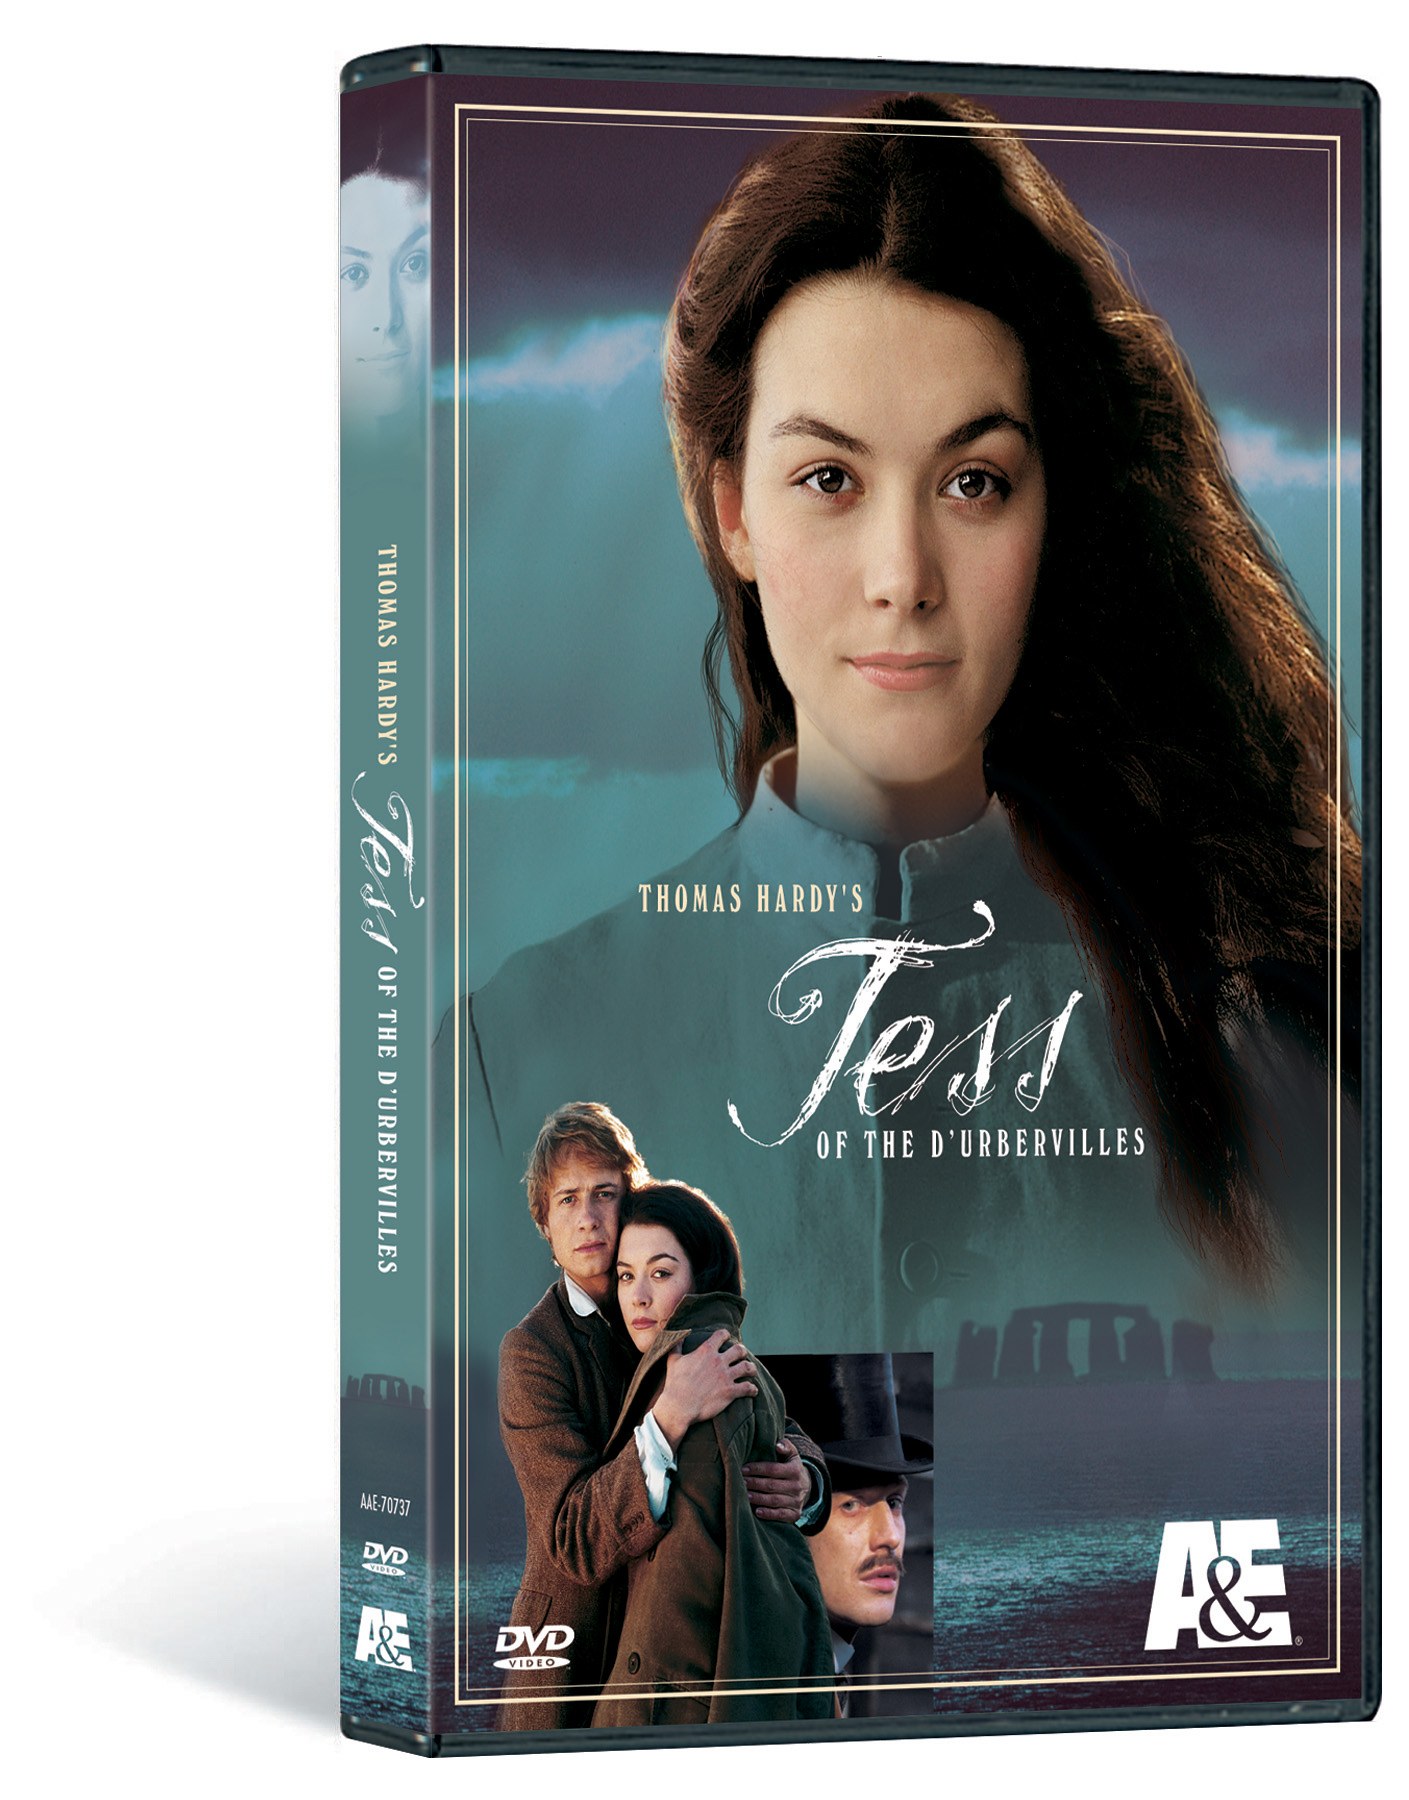 THOMAS HARDY'S
Tess
OF THE D'URBERVILLES
DVD
VIDEO
A&E®
THOMAS HARDY'S Tess OF THE D'URBERVILLES
AAE-70737
DVD
VIDEO
A&E